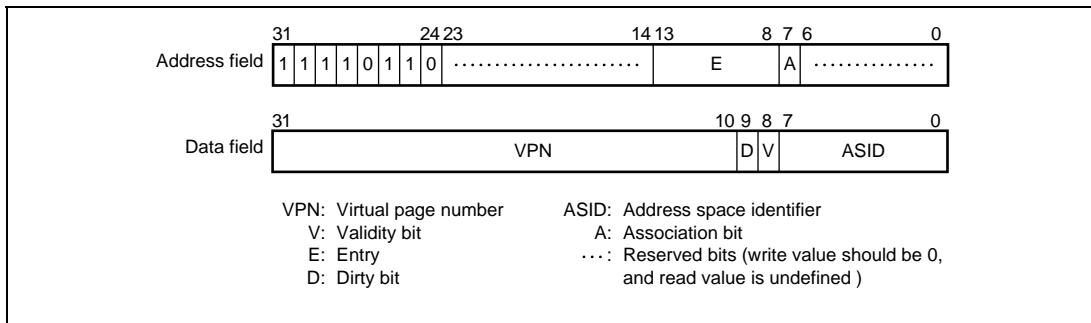 31 24 23 14 13 8 7 6 0
Address field 1 1 1 1 0 1 1 0 ······················· E A ···············
31 10 9 8 7 0
Data field VPN D V ASID
VPN: Virtual page number ASID: Address space identifier
V: Validity bit A: Association bit
E: Entry ···: Reserved bits (write value should be 0,
D: Dirty bit and read value is undefined )